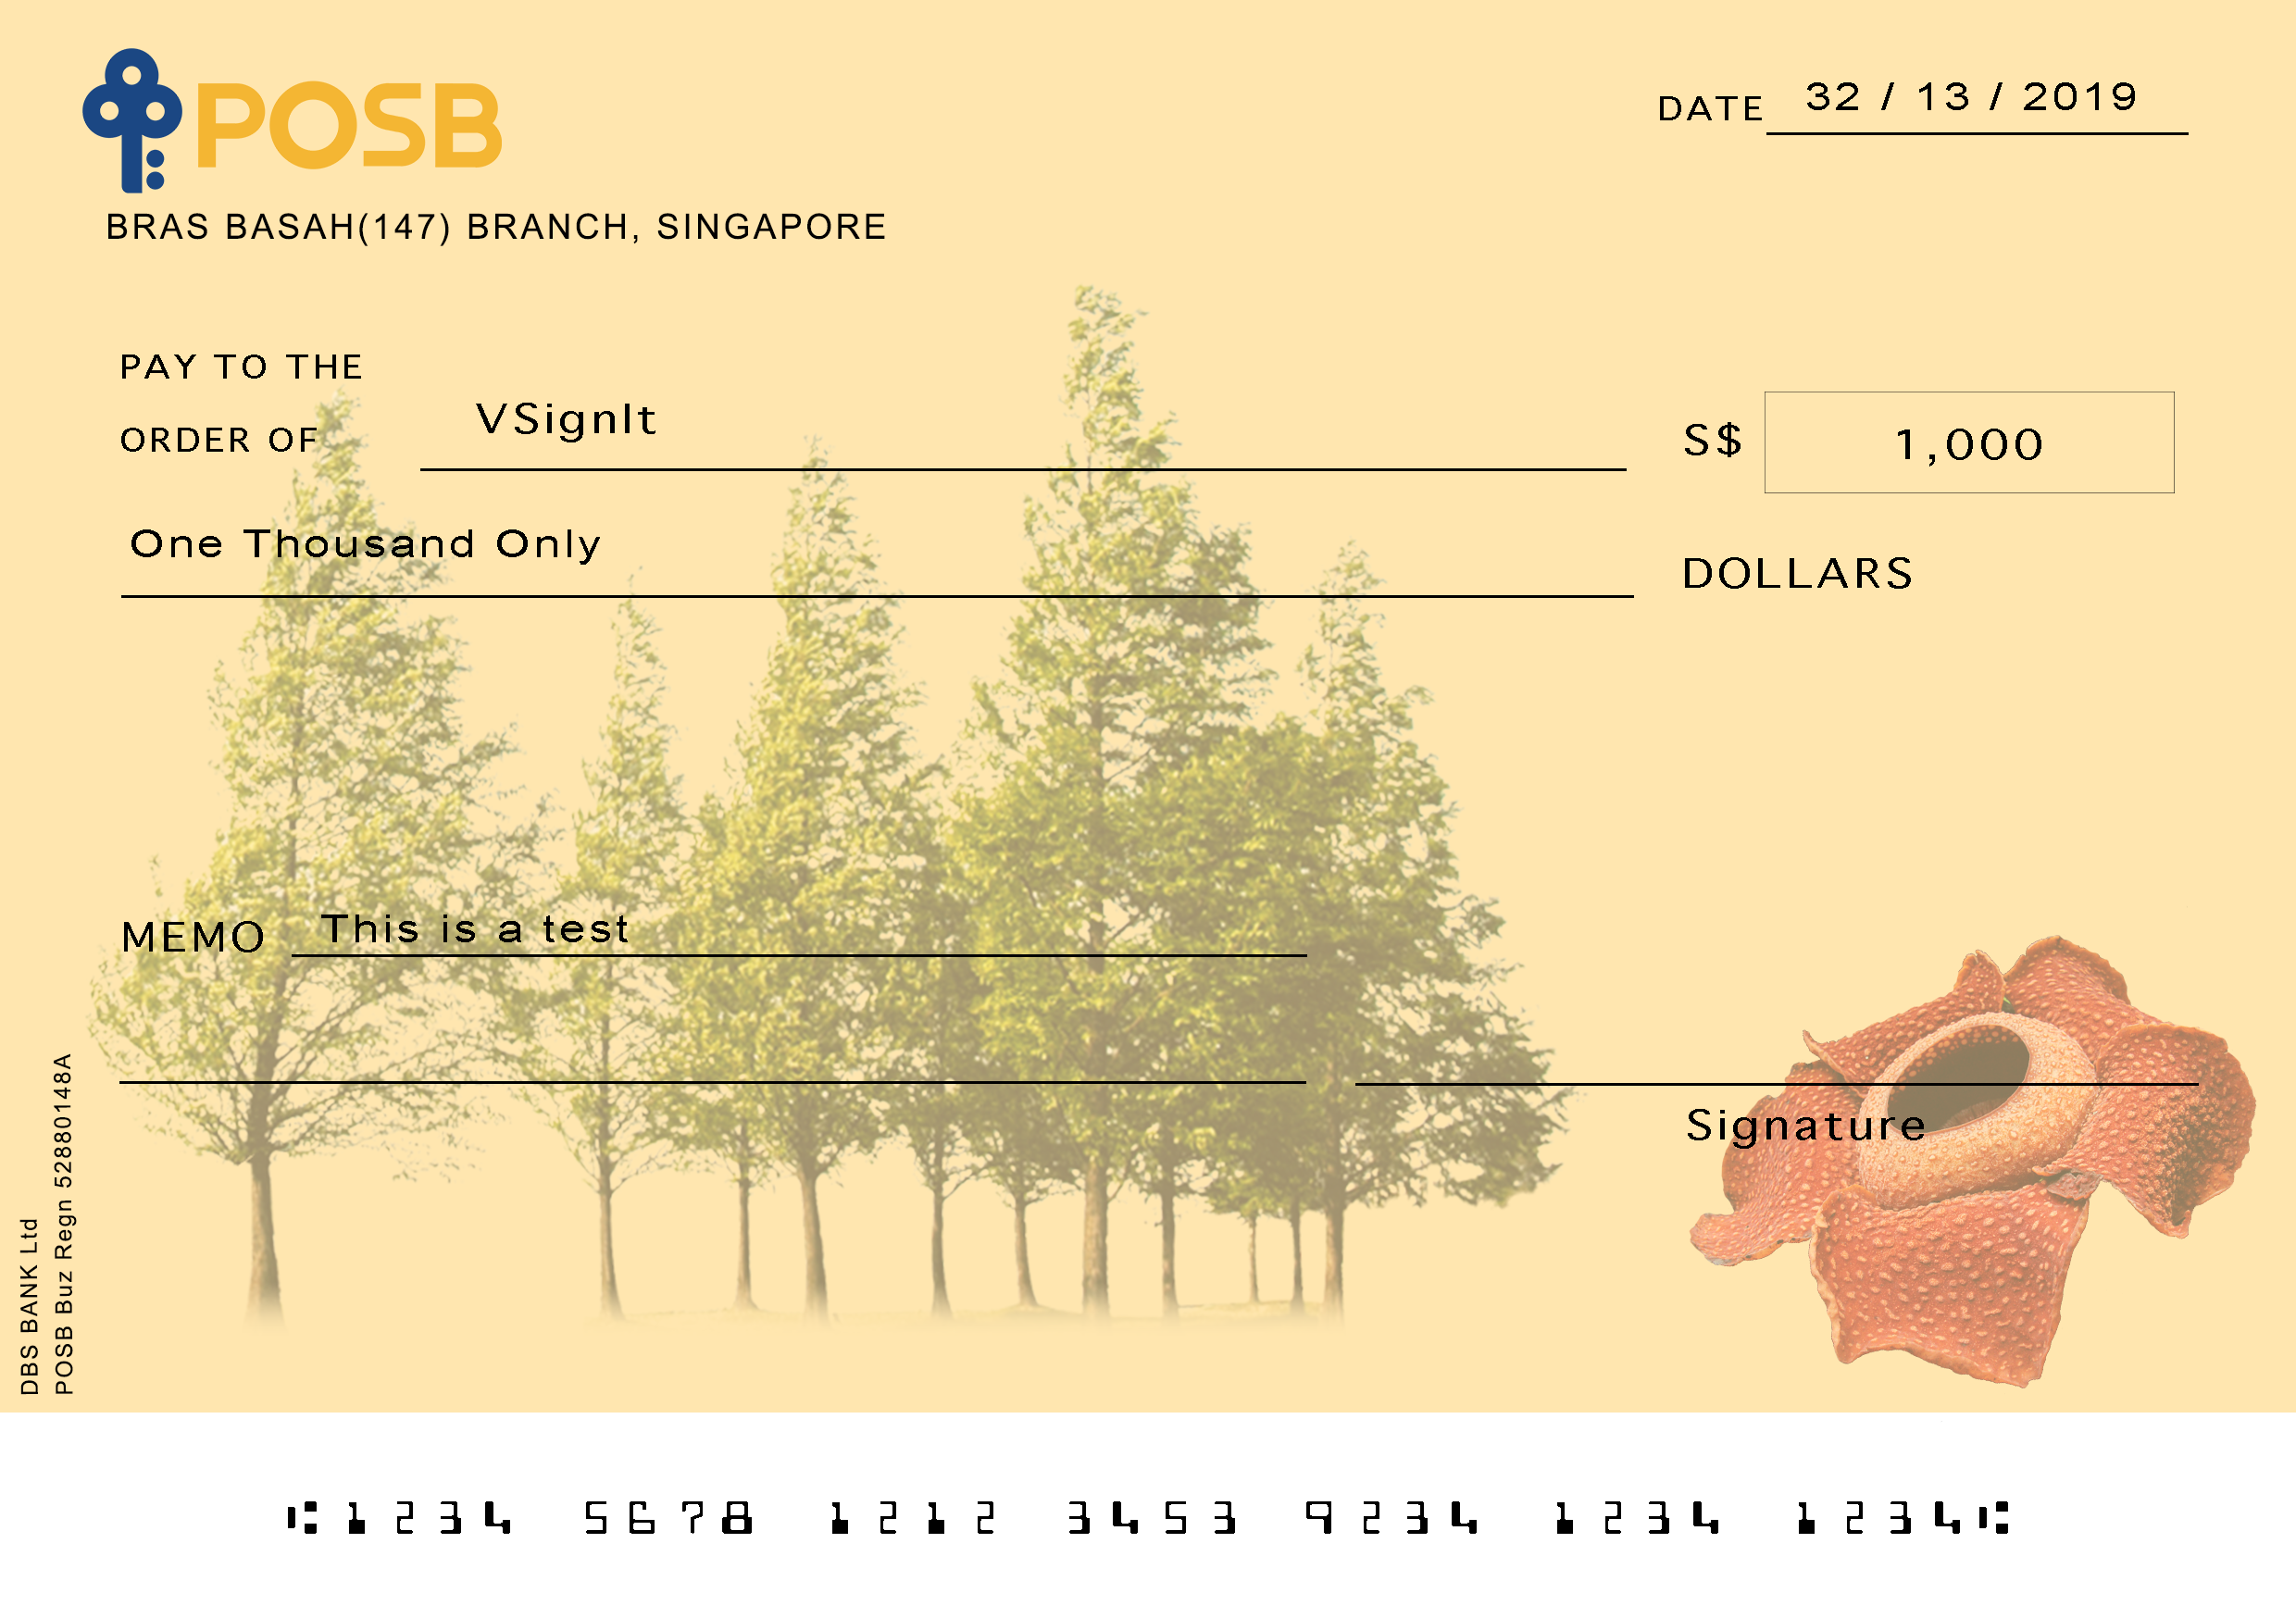 POSB
DATE 32 / 13 / 2019
BRAS BASAH(147) BRANCH, SINGAPORE
PAY TO THE
ORDER OF VSignIt
S$ 1,000
One Thousand Only
DOLLARS
MEMO This is a test
Signature
DBS BANK Ltd
POSB Buz Regn 52880148A
⑆1234 5678 1212 3453 9234 1234 1234⑆